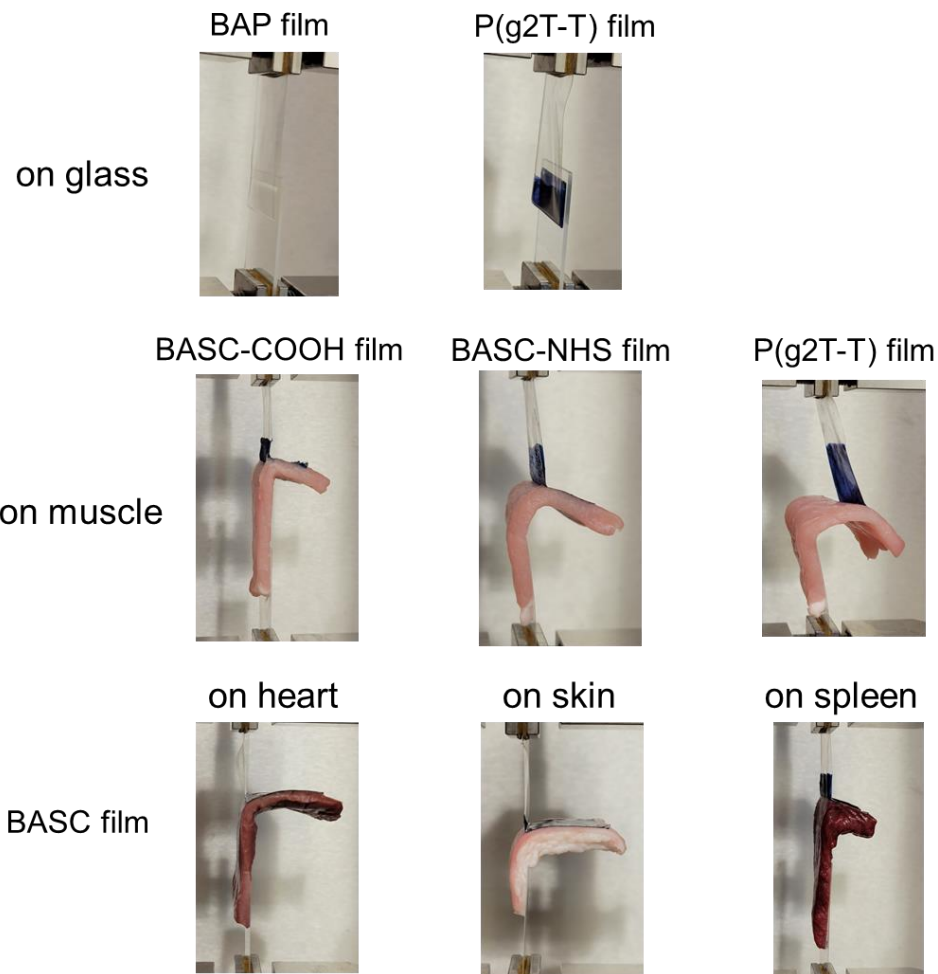 BAP film
P(g2T-T) film
on glass
BASC-COOH film
BASC-NHS film
P(g2T-T) film
on muscle
on heart
on skin
on spleen
BASC film